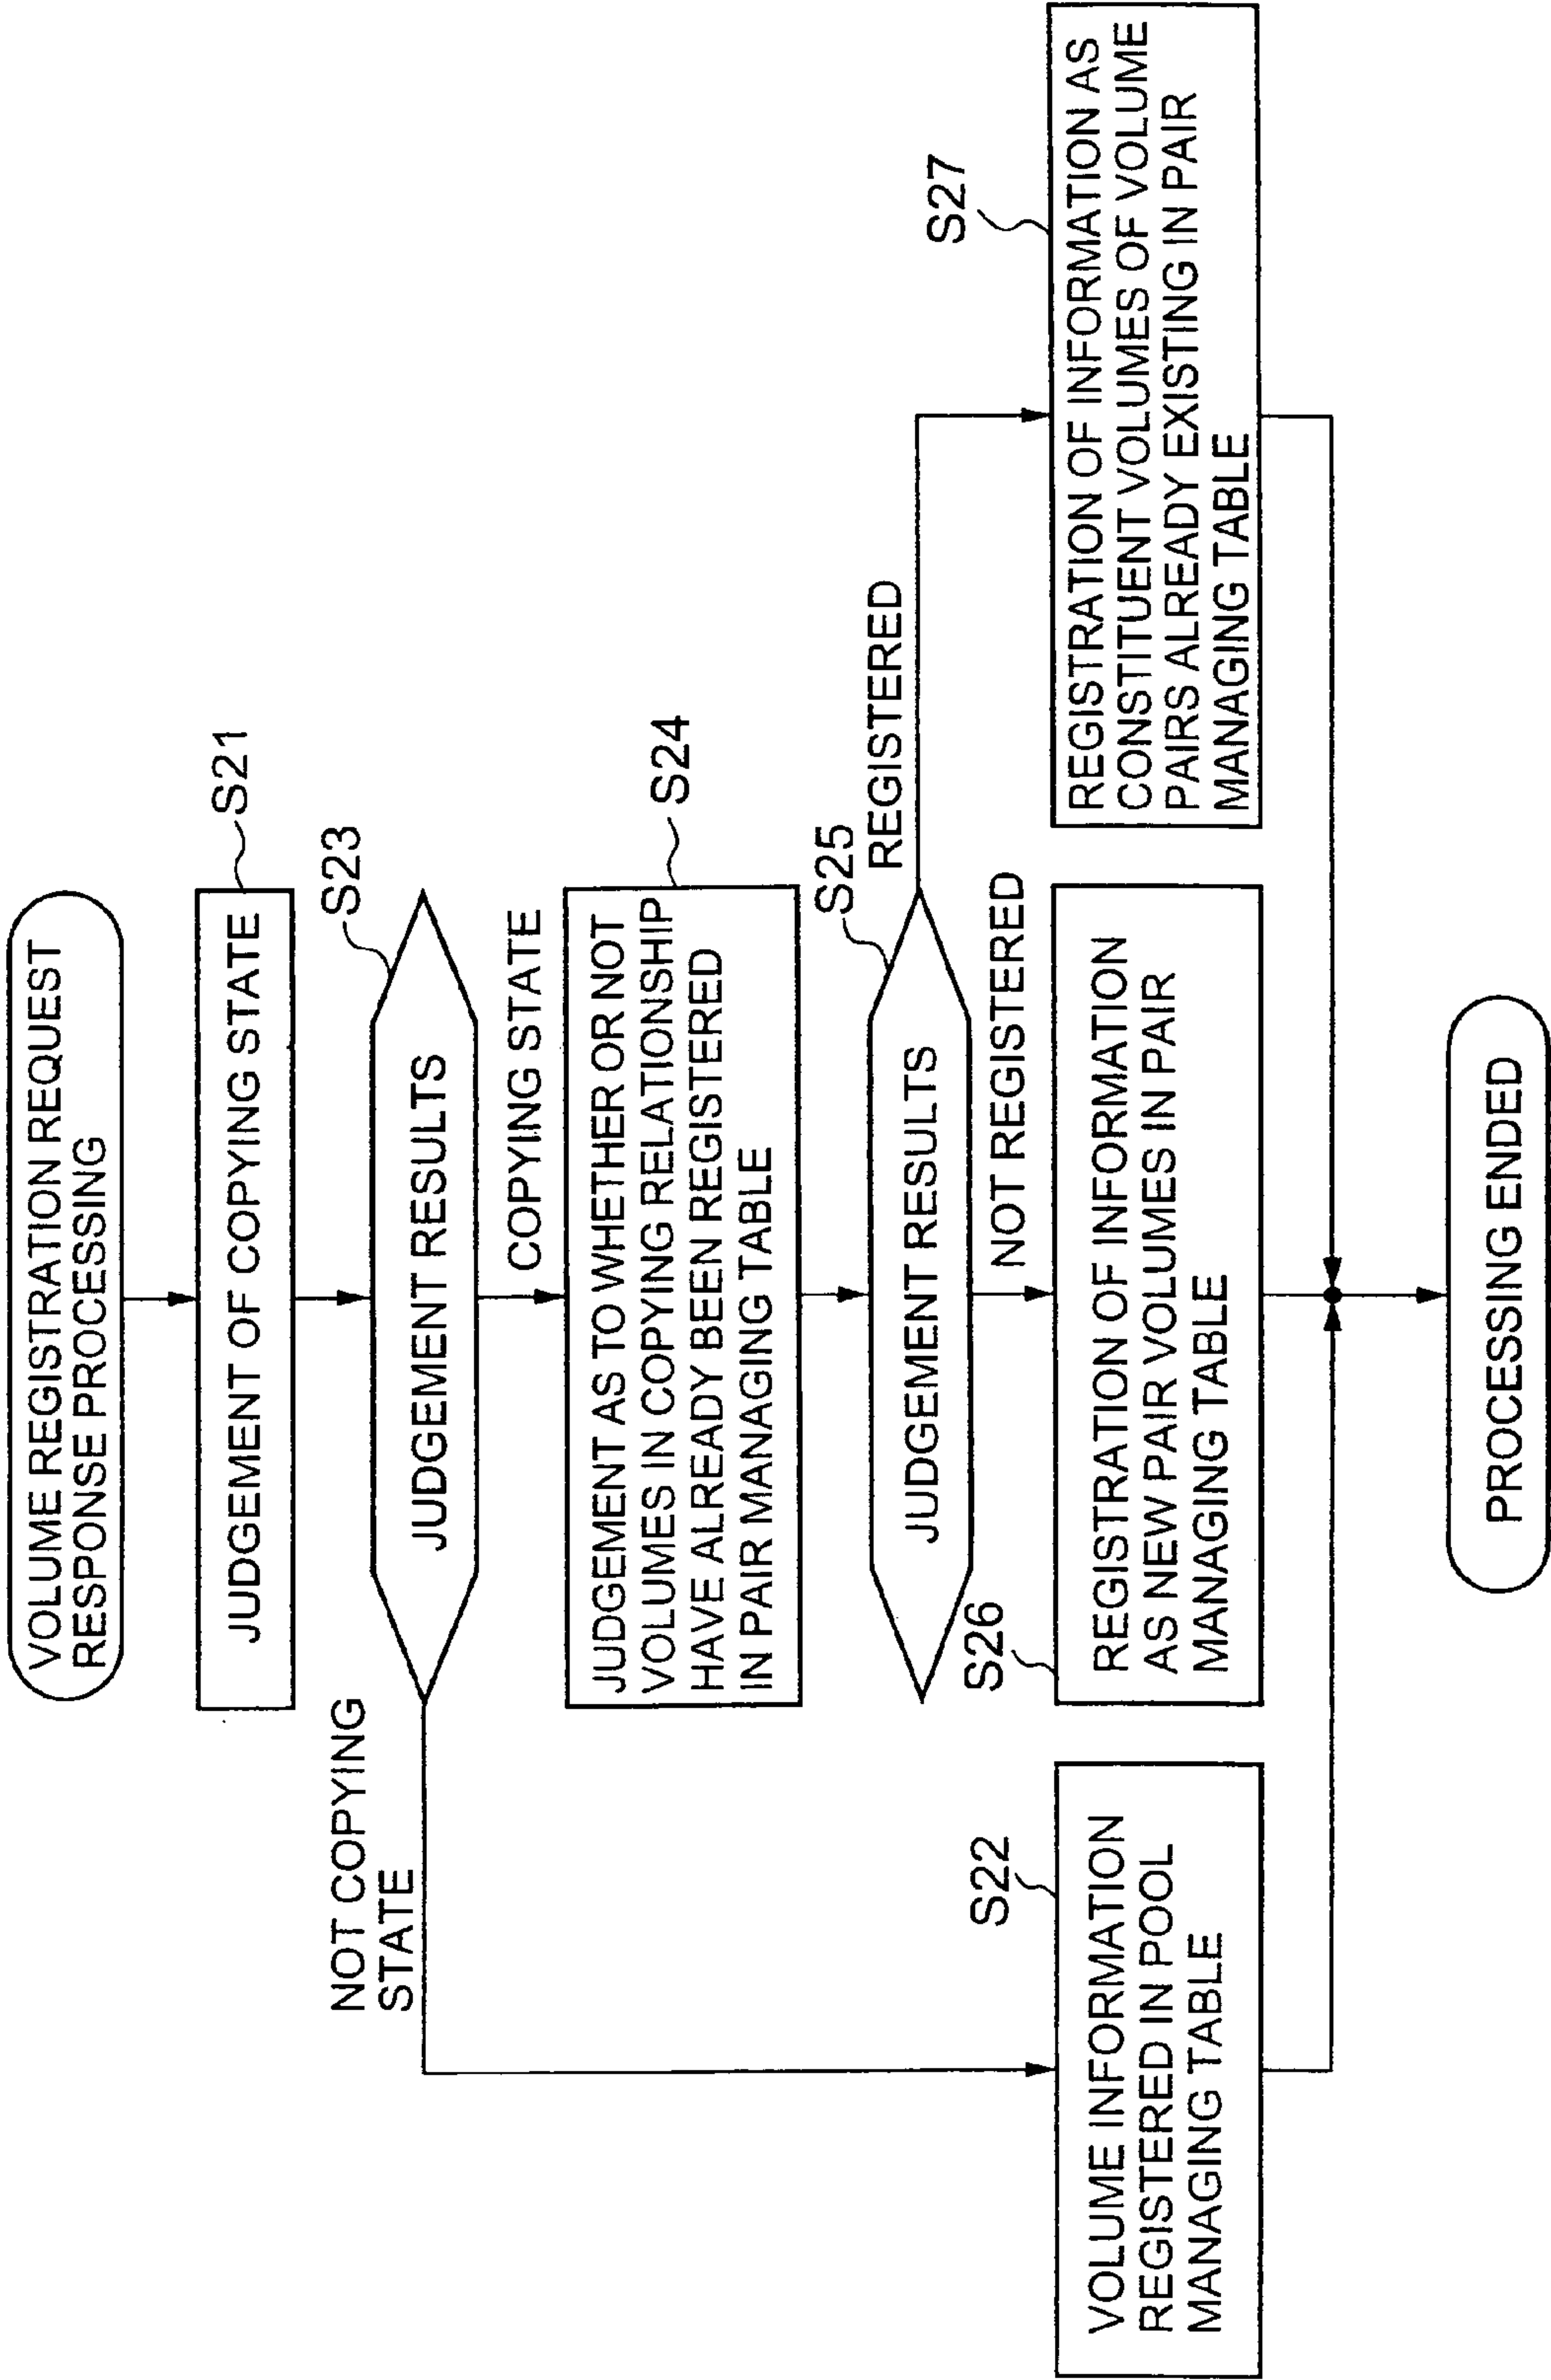 VOLUME REGISTRATION REQUEST
RESPONSE PROCESSING
JUDGEMENT OF COPYING STATE
S21
S23
JUDGEMENT RESULTS
NOT COPYING
STATE
COPYING STATE
JUDGEMENT AS TO WHETHER OR NOT
VOLUMES IN COPYING RELATIONSHIP
HAVE ALREADY BEEN REGISTERED
IN PAIR MANAGING TABLE
S24
S25
JUDGEMENT RESULTS
REGISTERED
NOT REGISTERED
S22
VOLUME INFORMATION
REGISTERED IN POOL
MANAGING TABLE
S26
REGISTRATION OF INFORMATION
AS NEW PAIR VOLUMES IN PAIR
MANAGING TABLE
S27
REGISTRATION OF INFORMATION AS
CONSTITUENT VOLUMES OF VOLUME
PAIRS ALREADY EXISTING IN PAIR
MANAGING TABLE
PROCESSING ENDED